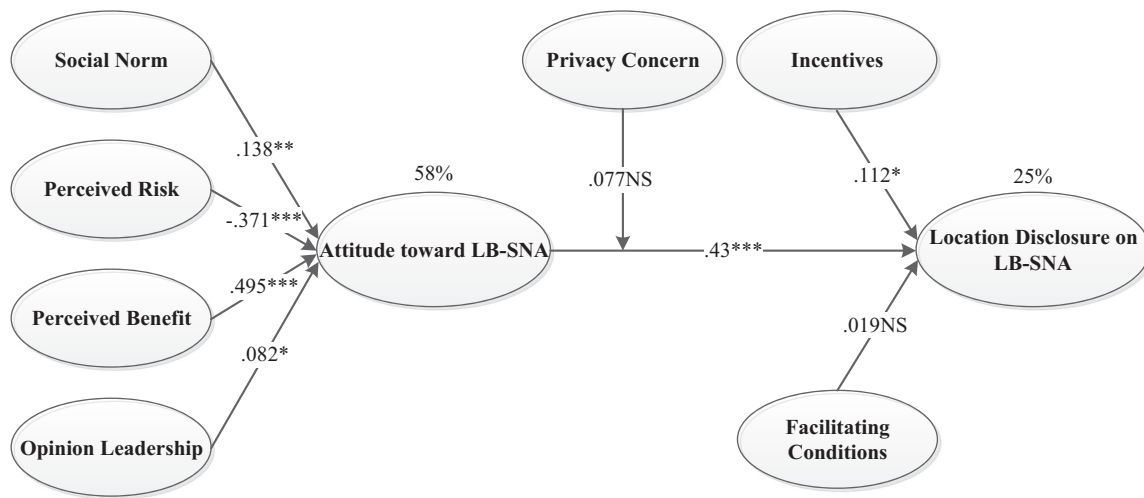 Social Norm
Privacy Concern
Incentives
.138**
Perceived Risk
58%
.077NS
.112*
25%
-.371***
Attitude toward LB-SNA
.43***
Location Disclosure on
LB-SNA
Perceived Benefit
.495***
.019NS
.082*
Opinion Leadership
Facilitating
Conditions